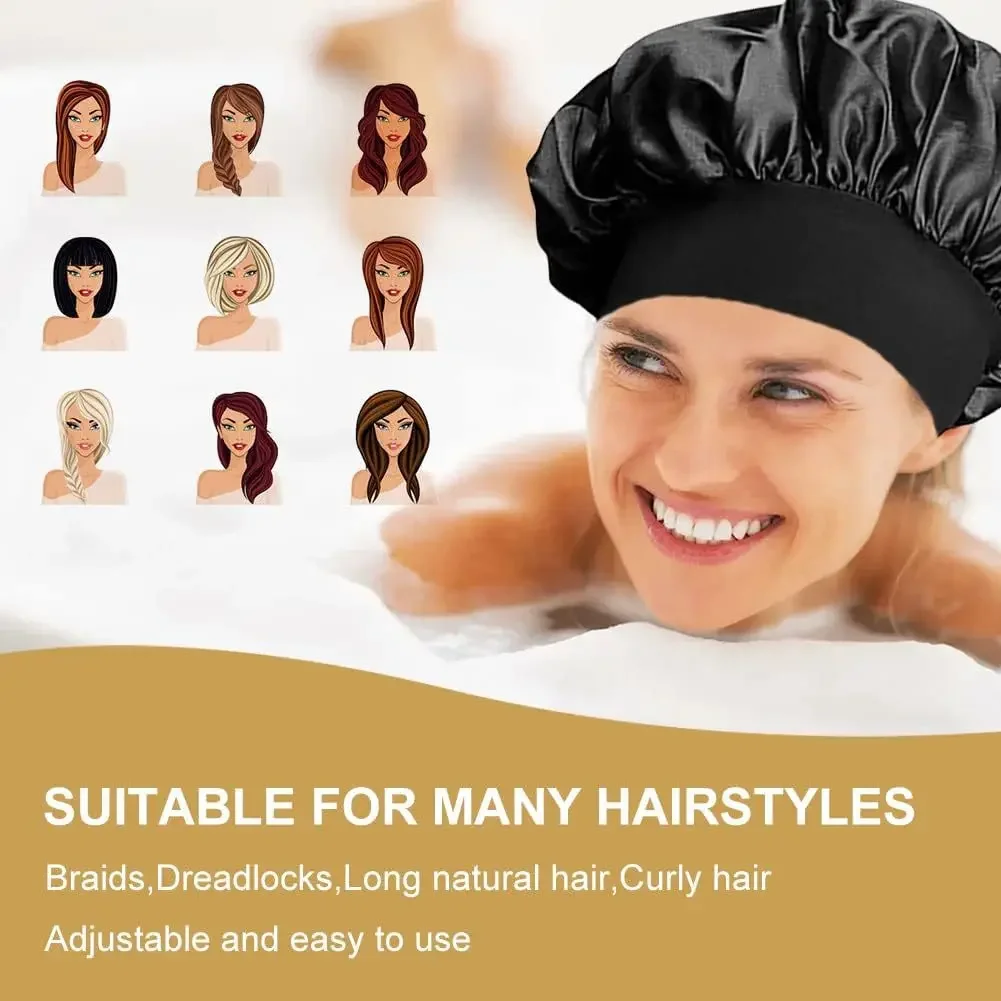 SUITABLE FOR MANY HAIRSTYLES
Braids,Dreadlocks,Long natural hair,Curly hair
Adjustable and easy to use